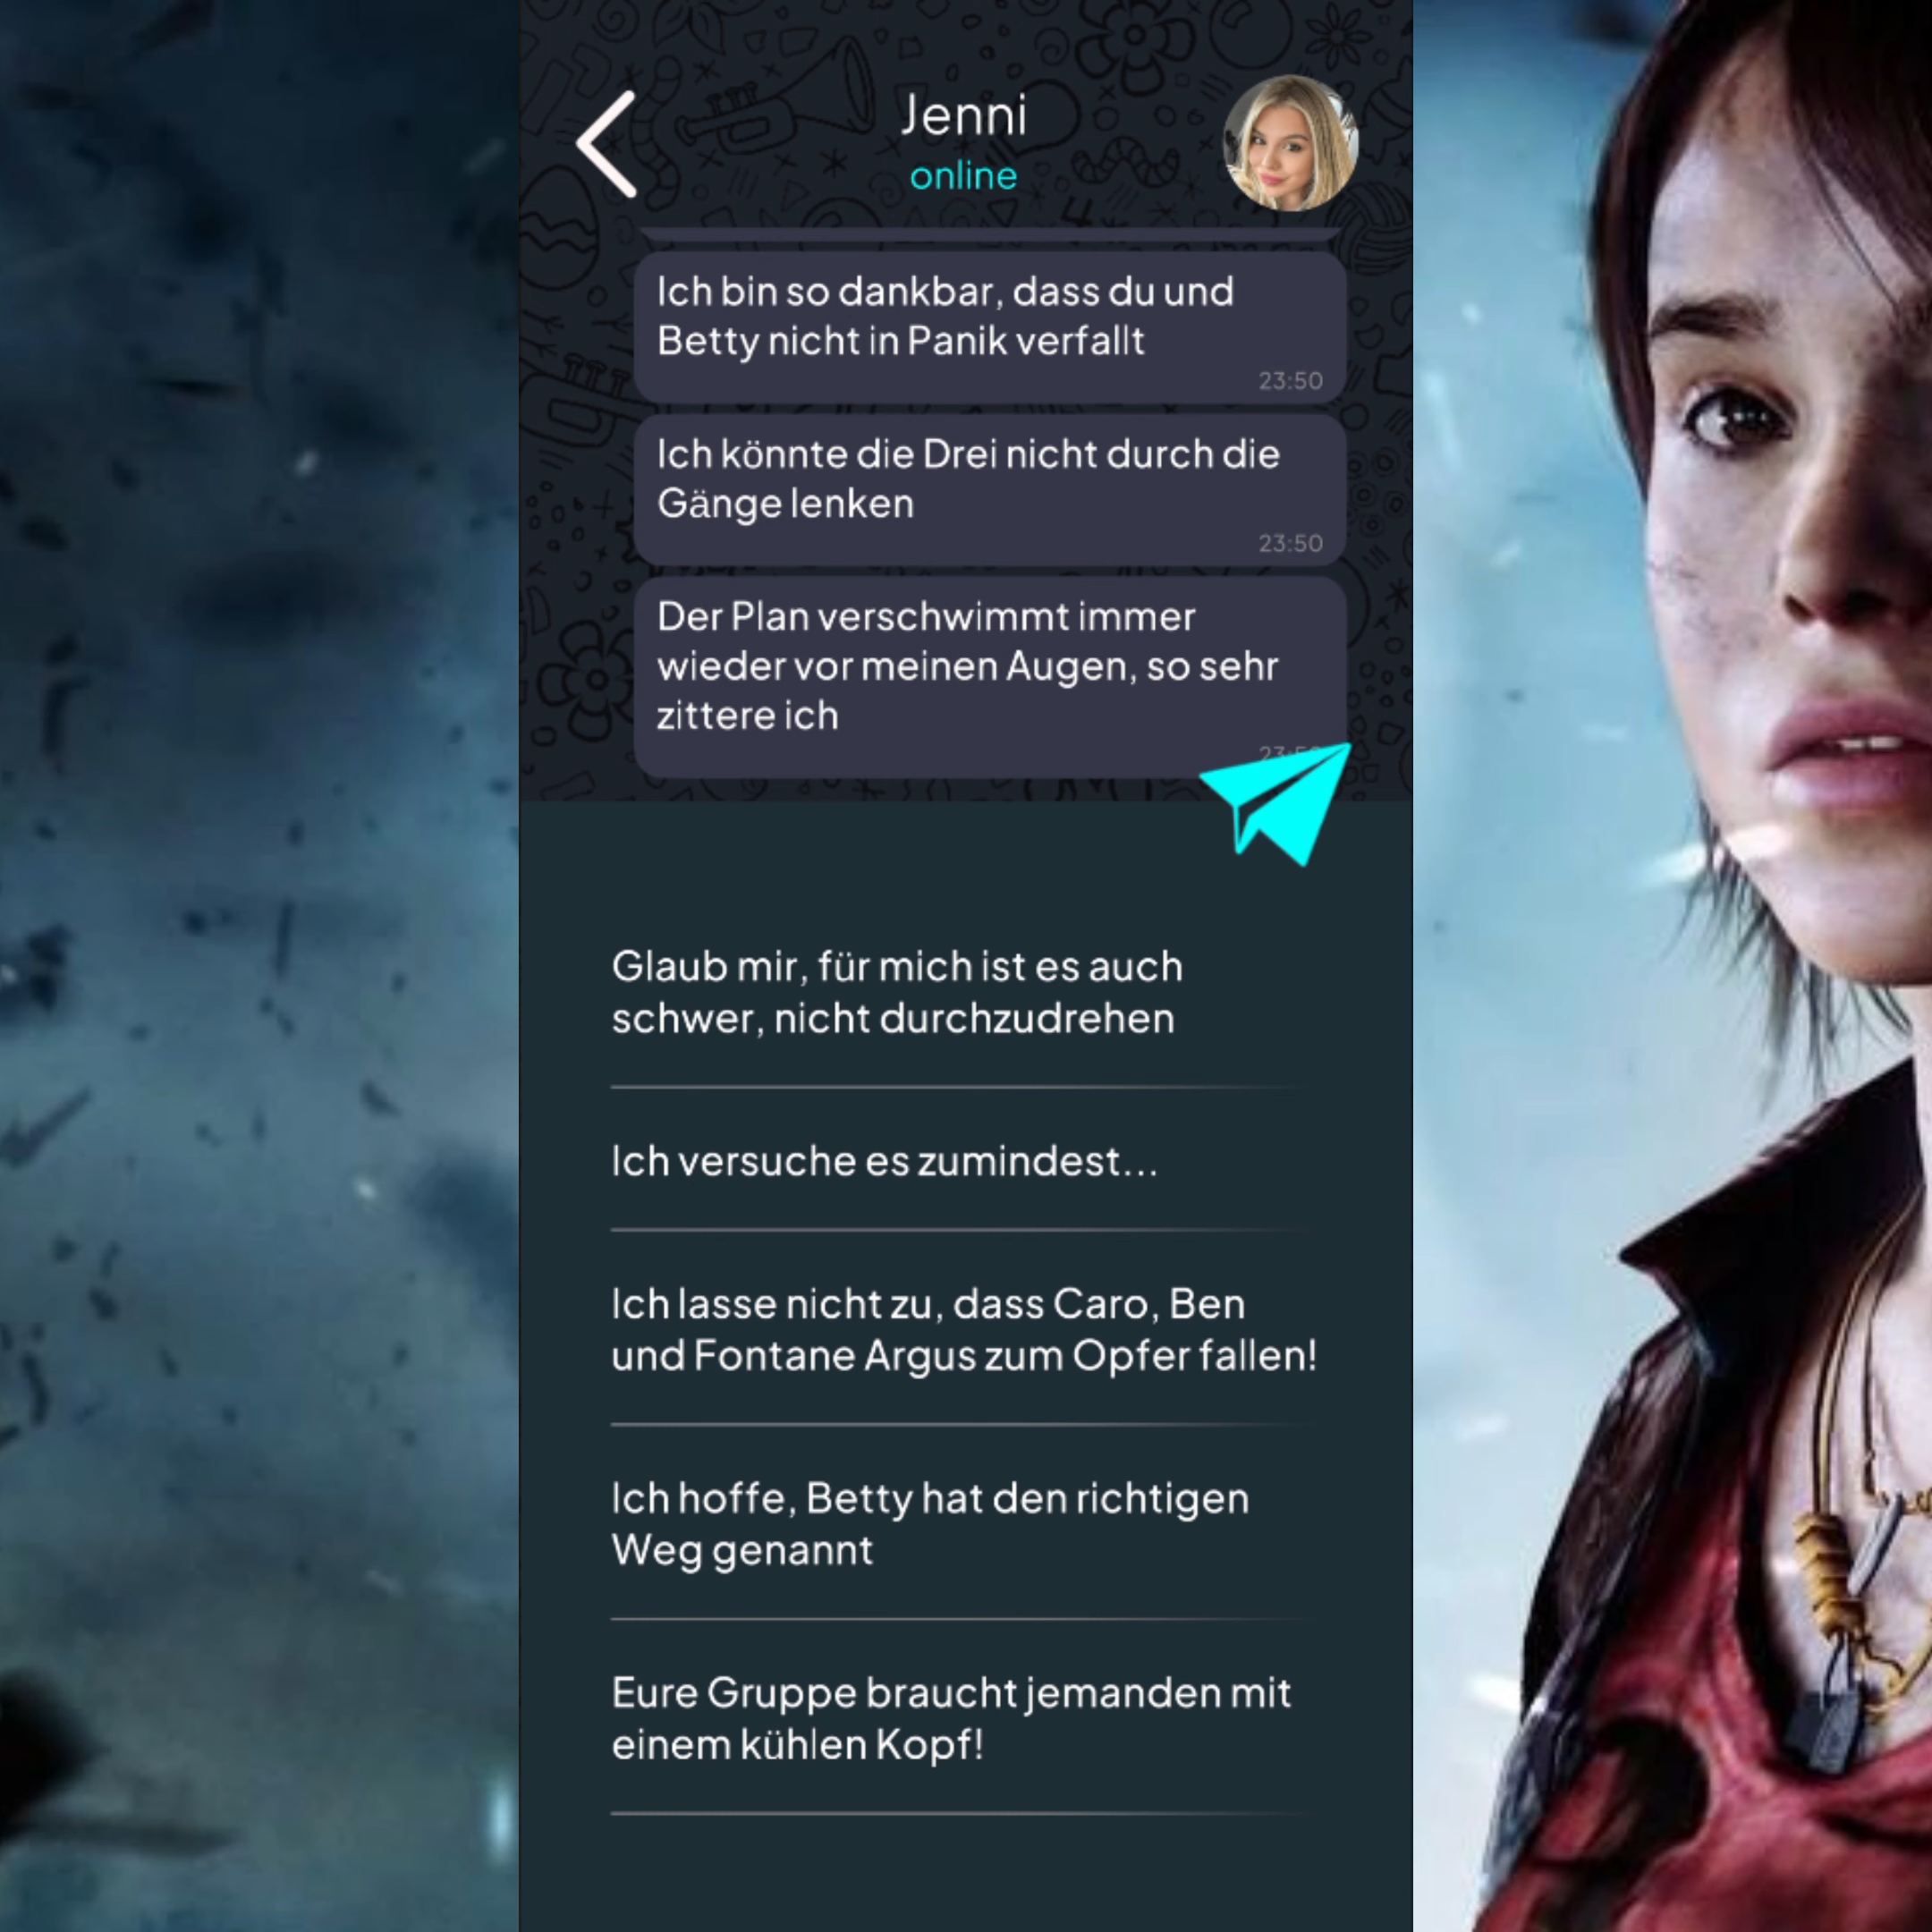 Jenni
online
Ich bin so dankbar, dass du und
Betty nicht in Panik verfallt
23:50
Ich könnte die Drei nicht durch die
Gänge lenken
23:50
Der Plan verschwimmt immer
wieder vor meinen Augen, so sehr
zittere ich
Glaub mir, für mich ist es auch
schwer, nicht durchzudrehen
Ich versuche es zumindest...
Ich lasse nicht zu, dass Caro, Ben
und Fontane Argus zum Opfer fallen!
Ich hoffe, Betty hat den richtigen
Weg genannt
Eure Gruppe braucht jemanden mit
einem kühlen Kopf!